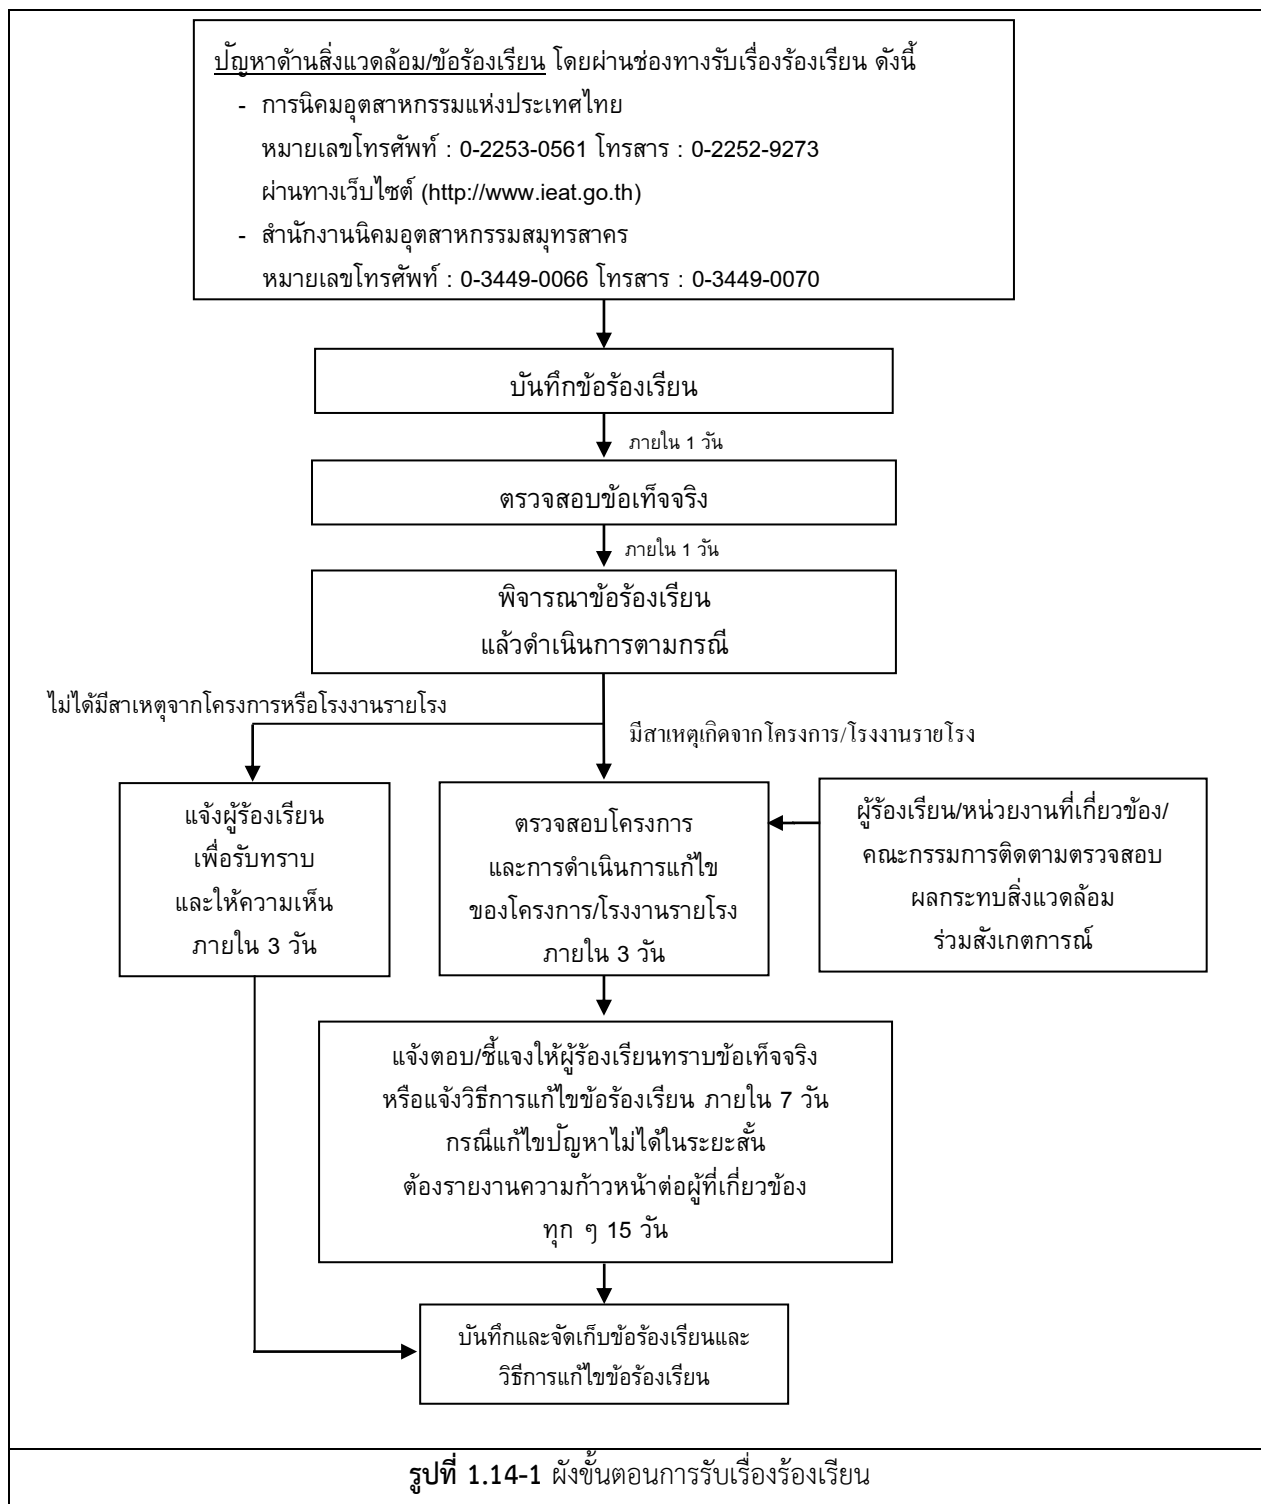 ปัญหาด้านสิ่งแวดล้อม/ข้อร้องเรียน โดยผ่านช่องทางรับเรื่องร้องเรียน ดังนี้
- การนิคมอุตสาหกรรมแห่งประเทศไทย
หมายเลขโทรศัพท์ : 0-2253-0561 โทรสาร : 0-2252-9273
ผ่านทางเว็บไซต์ (http://www.ieat.go.th)
- สำนักงานนิคมอุตสาหกรรมสมุทรสาคร
หมายเลขโทรศัพท์ : 0-3449-0066 โทรสาร : 0-3449-0070
บันทึกข้อร้องเรียน
ภายใน 1 วัน
ตรวจสอบข้อเท็จจริง
ภายใน 1 วัน
พิจารณาข้อร้องเรียน
แล้วดำเนินการตามกรณี
ไม่ได้มีสาเหตุจากโครงการหรือโรงงานรายโรง
มีสาเหตุเกิดจากโครงการ/โรงงานรายโรง
แจ้งผู้ร้องเรียน
เพื่อรับทราบ
และให้ความเห็น
ภายใน 3 วัน
ตรวจสอบโครงการ
และการดำเนินการแก้ไข
ของโครงการ/โรงงานรายโรง
ภายใน 3 วัน
ผู้ร้องเรียน/หน่วยงานที่เกี่ยวข้อง/
คณะกรรมการติดตามตรวจสอบ
ผลกระทบสิ่งแวดล้อม
ร่วมสังเกตการณ์
แจ้งตอบ/ชี้แจงให้ผู้ร้องเรียนทราบข้อเท็จจริง
หรือแจ้งวิธีการแก้ไขข้อร้องเรียน ภายใน 7 วัน
กรณีแก้ไขปัญหาไม่ได้ในระยะสั้น
ต้องรายงานความก้าวหน้าต่อผู้ที่เกี่ยวข้อง
ทุก ๆ 15 วัน
บันทึกและจัดเก็บข้อร้องเรียนและ
วิธีการแก้ไขข้อร้องเรียน
รูปที่ 1.14-1 ผังขั้นตอนการรับเรื่องร้องเรียน